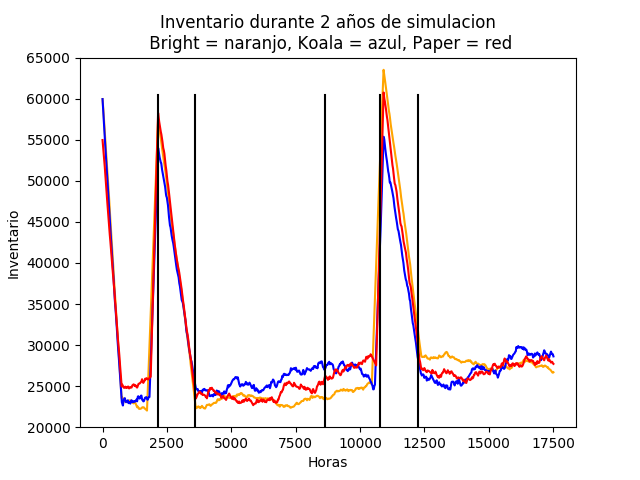 Inventario durante 2 años de simulacion
Bright = naranjo, Koala = azul, Paper = red
65000
60000
55000
50000
45000
40000
35000
30000
25000
20000
Inventario
0 2500 5000 7500 10000 12500 15000 17500
Horas